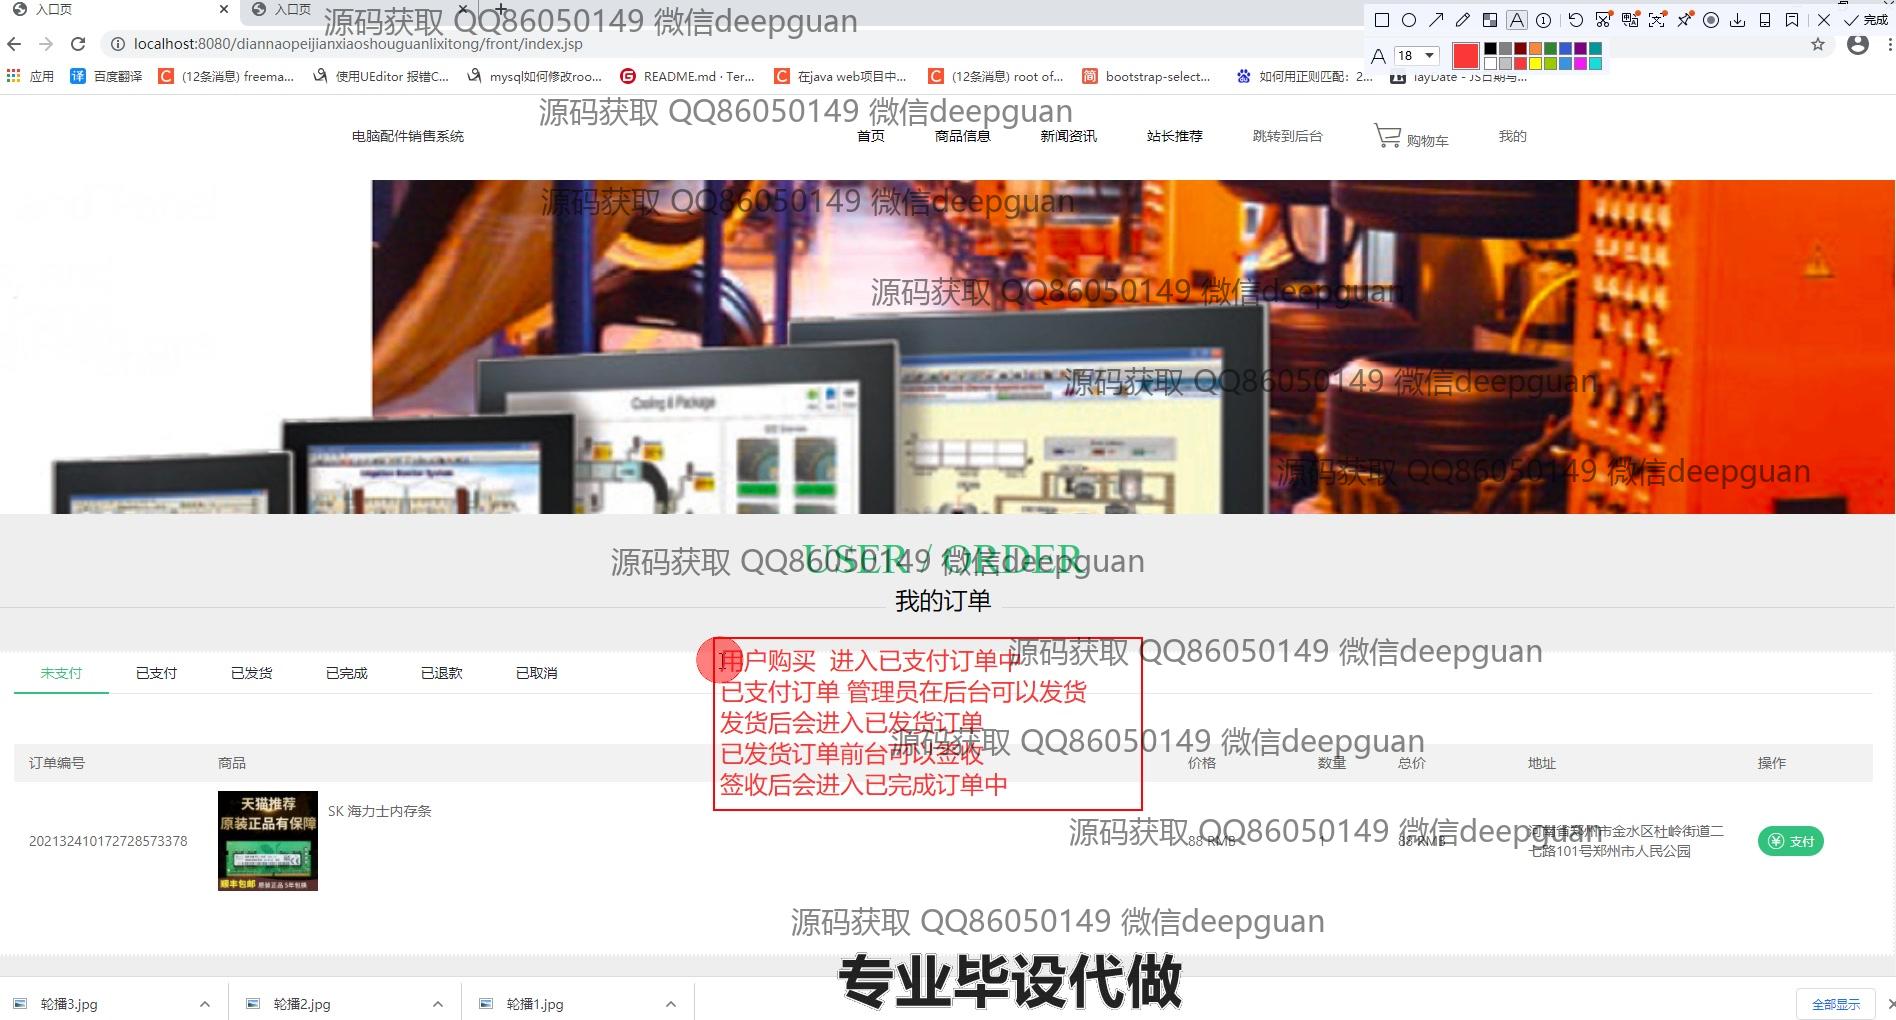 入口页
入口页
源码获取 QQ86050149 微信deepguan
完成
localhost:8080/diannaopeijianxiaoshouguanlixitong/front/index.jsp
18
应用
百度翻译
(12条消息) freema...
使用UEditor 报错C...
mysql如何修改roo...
README.md · Ter...
在java web项目中...
(12条消息) root of...
bootstrap-select...
如何用正则匹配：2...
layDate - JS日期与...
源码获取 QQ86050149 微信deepguan
电脑配件销售系统
首页
商品信息
新闻资讯
站长推荐
跳转到后台
购物车
我的
源码获取 QQ86050149 微信deepguan
源码获取 QQ86050149 微信deepguan
源码获取 QQ86050149 微信deepguan
Cooling & Package
源码获取 QQ86050149 微信deepguan
USER / ORDER
源码获取 QQ86050149 微信deepguan
我的订单
未支付
已支付
已发货
已完成
已退款
已取消
用户购买 进入已支付订单中
已支付订单 管理员在后台可以发货
发货后会进入已发货订单
已发货订单前台可以签收
签收后会进入已完成订单中
源码获取 QQ86050149 微信deepguan
源码获取 QQ86050149 微信deepguan
订单编号
商品
价格
数量
总价
地址
操作
202132410172728573378
天猫推荐
原装正品有保障
顺丰包邮 原装正品 5年包换
SK 海力士内存条
88 RMB
1
88 RMB
河南省郑州市金水区杜岭街道二
七路101号郑州市人民公园
支付
源码获取 QQ86050149 微信deepguan
源码获取 QQ86050149 微信deepguan
专业毕设代做
轮播3.jpg
轮播2.jpg
轮播1.jpg
全部显示